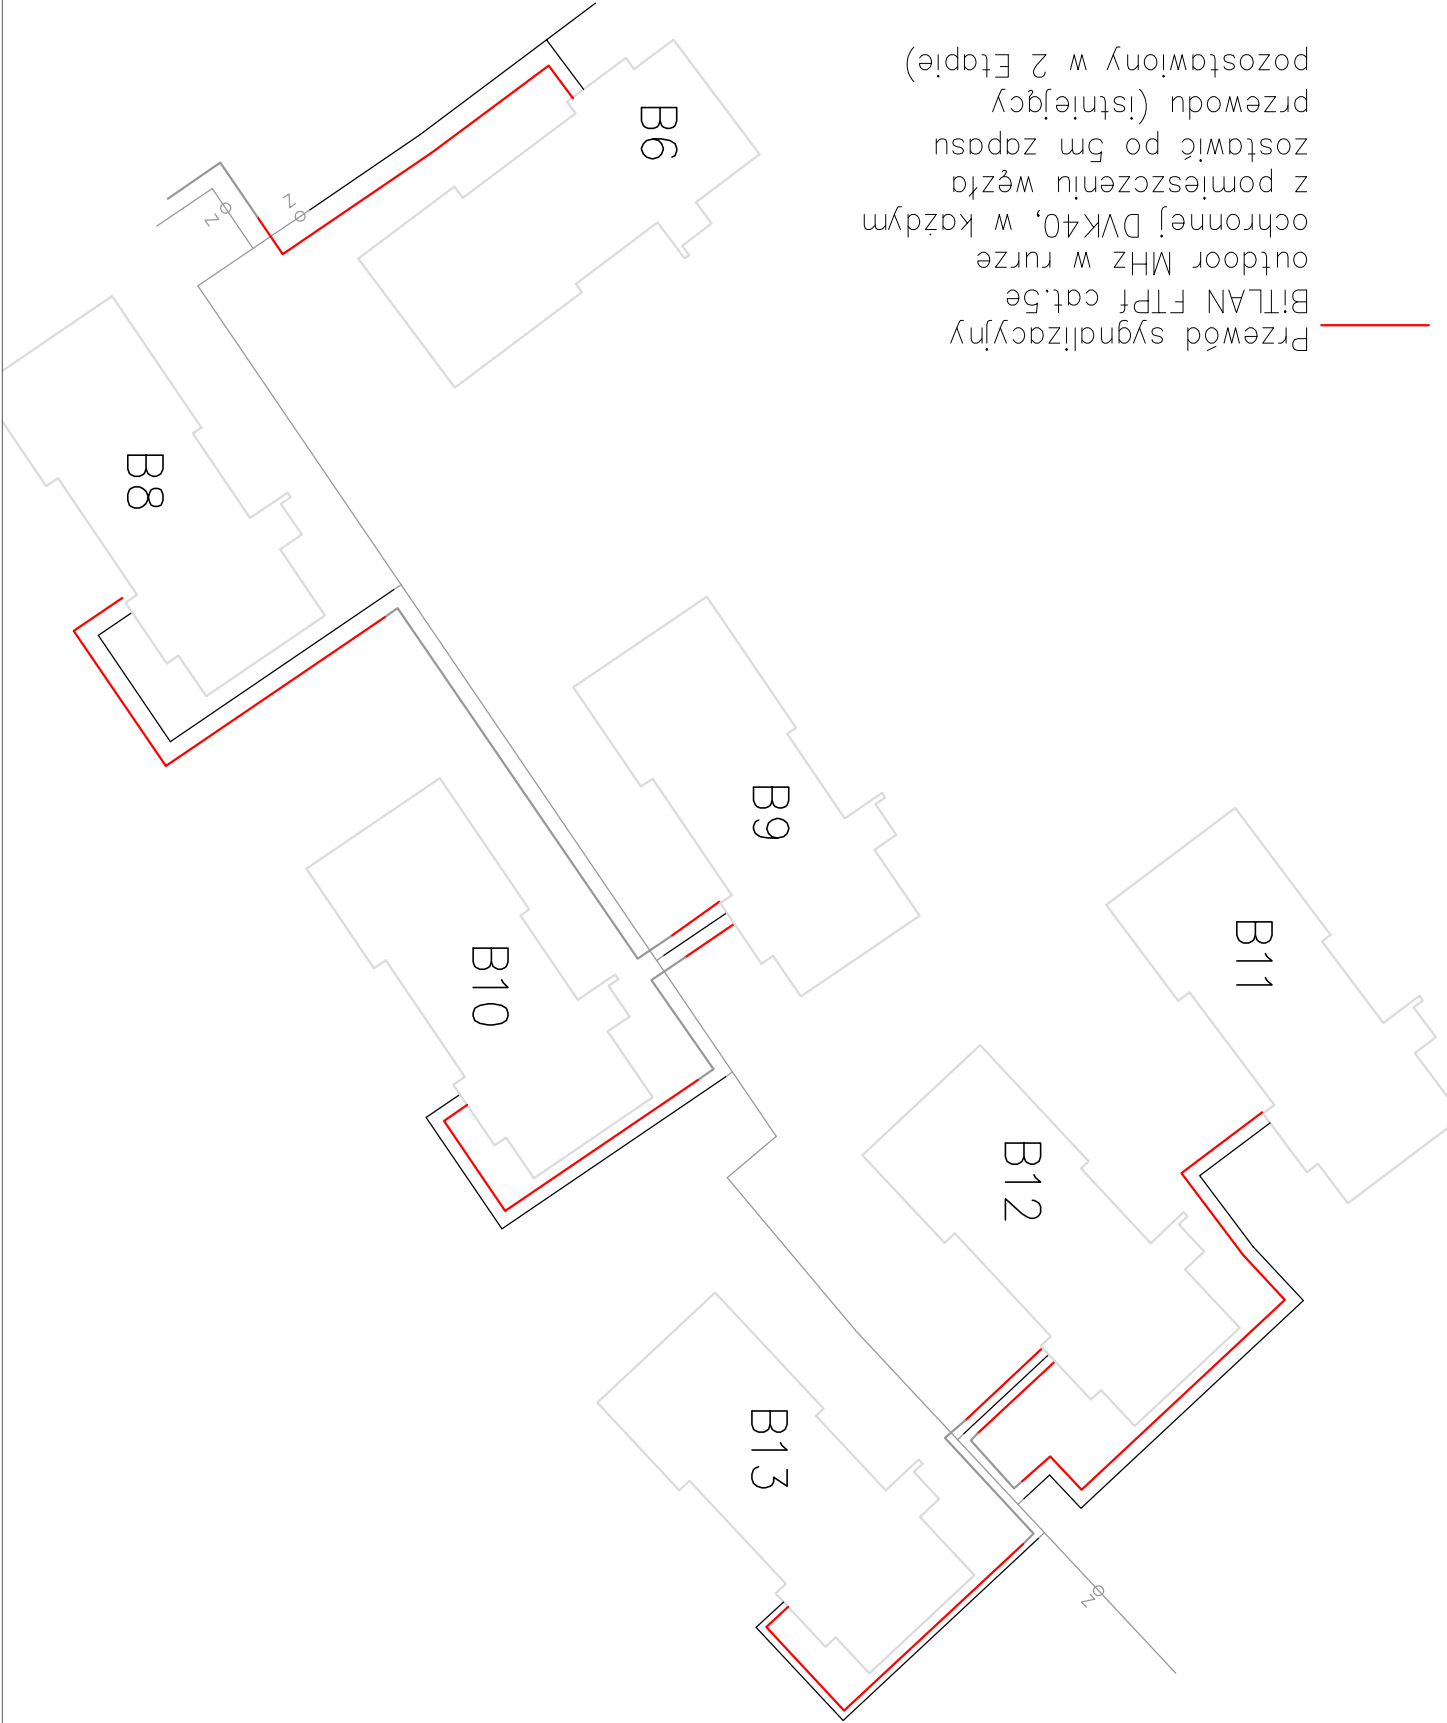 Przewód sygnalizacyjny
BiTLAN FTPf cat.5e
outdoor MHz w rurze
ochronnej DVK40, w każdym
z pomieszczeniu węzła
zostawić po 5m zapasu
przewodu (istniejący
pozostawiony w 2 Etapie)
B6
Z
Z
B8
B9
B10
B11
B12
B13
Z